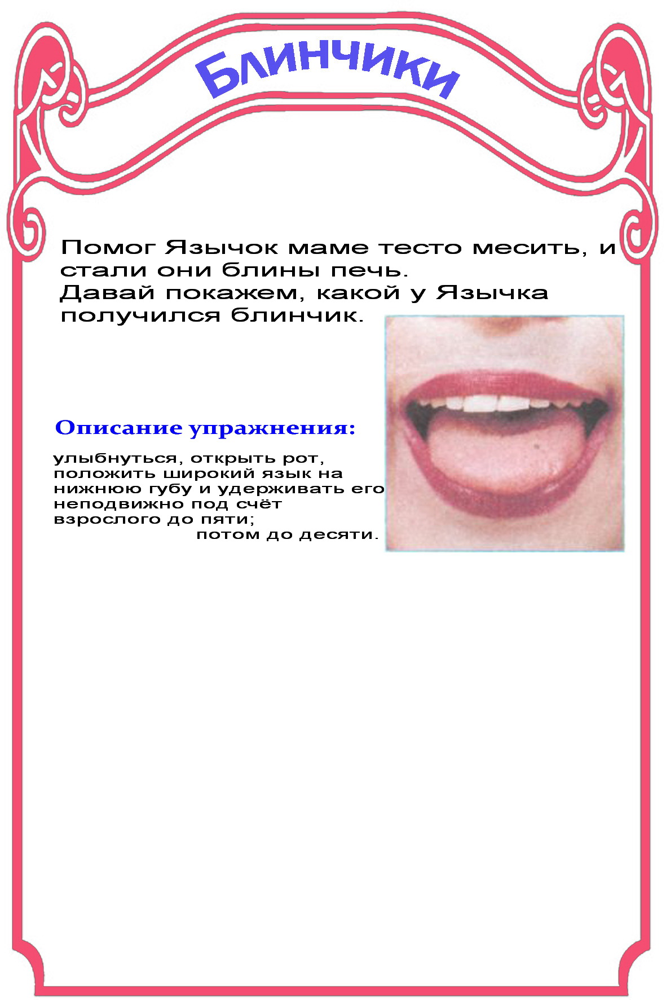 Блинчики
Помог Язычок маме тесто месить, и
стали они блины печь.
Давай покажем, какой у Язычка
получился блинчик.
Описание упражнения:
улыбнуться, открыть рот,
положить широкий язык на
нижнюю губу и удерживать его
неподвижно под счёт
взрослого до пяти;
потом до десяти.